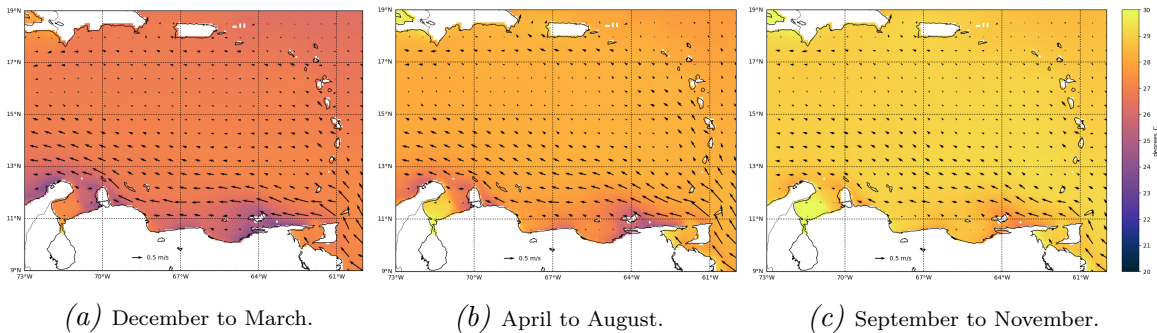 19°N
17°N
15°N
13°N
11°N
9°N
73°W 70°W 67°W 64°W 61°W
0.5 m/s
(a) December to March.
19°N
17°N
15°N
13°N
11°N
9°N
73°W 70°W 67°W 64°W 61°W
0.5 m/s
(b) April to August.
19°N
17°N
15°N
13°N
11°N
9°N
73°W 70°W 67°W 64°W 61°W
0.5 m/s
(c) September to November.
30
29
28
27
26
25
24
23
22
21
20
degrees_C